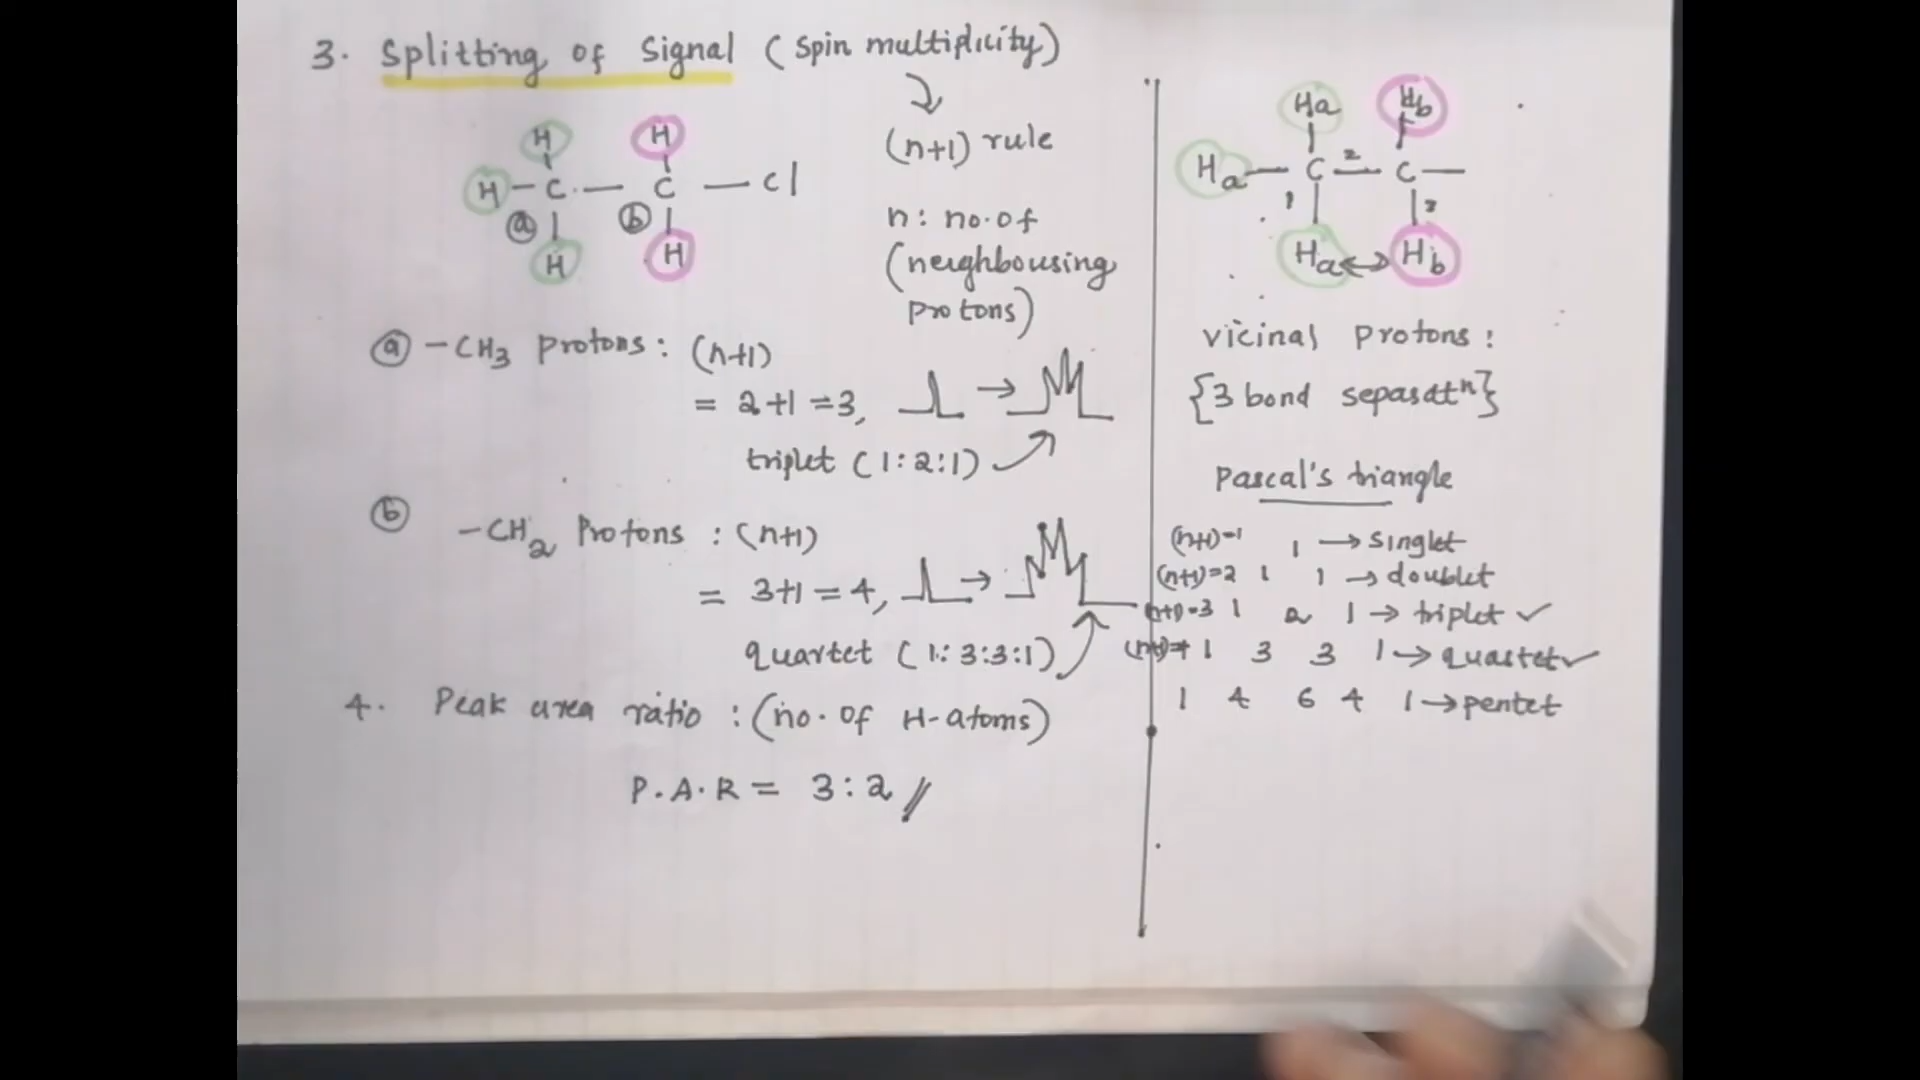 3. Splitting of Signal (spin multiplicity)
(n+1) rule
H H
H - C - C - Cl
ⓐ ⓑ
H H
n: no. of
(neighbousing
protons)
ⓐ -CH3 protons: (n+1)
= 2+1=3,
triplet (1:2:1)
ⓑ
-CH2 Protons : (n+1)
= 3+1=4,
quartet (1:3:3:1)
4. Peak area ratio : (no. of H-atoms)
P.A.R = 3:2 //
Ha Hb
Ha - C 2 C -
1 3
Ha ↔ Hb
vicinal protons:
{3 bond separatⁿ}
Pascal's triangle
(n+1)=1 1 → singlet
(n+1)=2 1 1 → doublet
(n+1)=3 1 2 1 → triplet ✓
(n+1)=4 1 3 3 1 → quartet ✓
1 4 6 4 1 → pentet